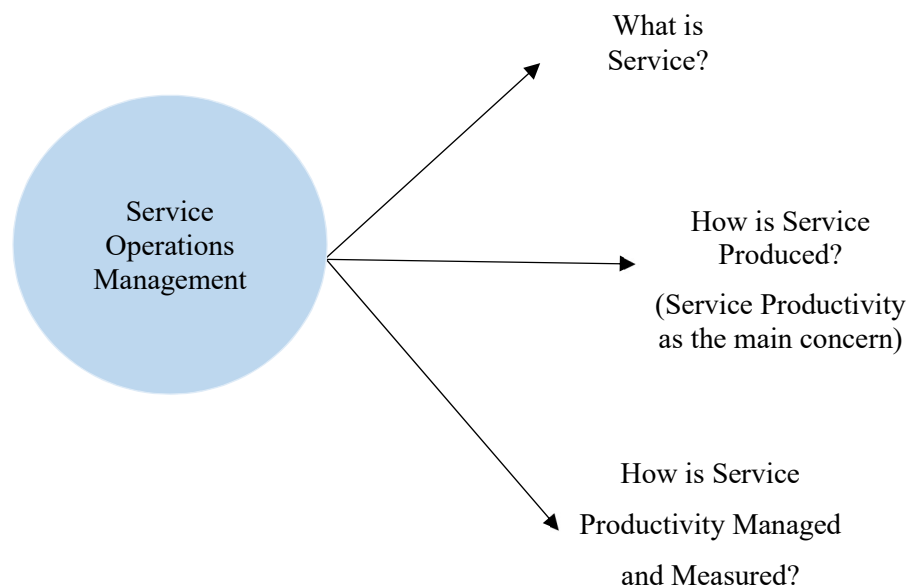 What is
Service?
Service
Operations
Management
How is Service
Produced?
(Service Productivity
as the main concern)
How is Service
Productivity Managed
and Measured?